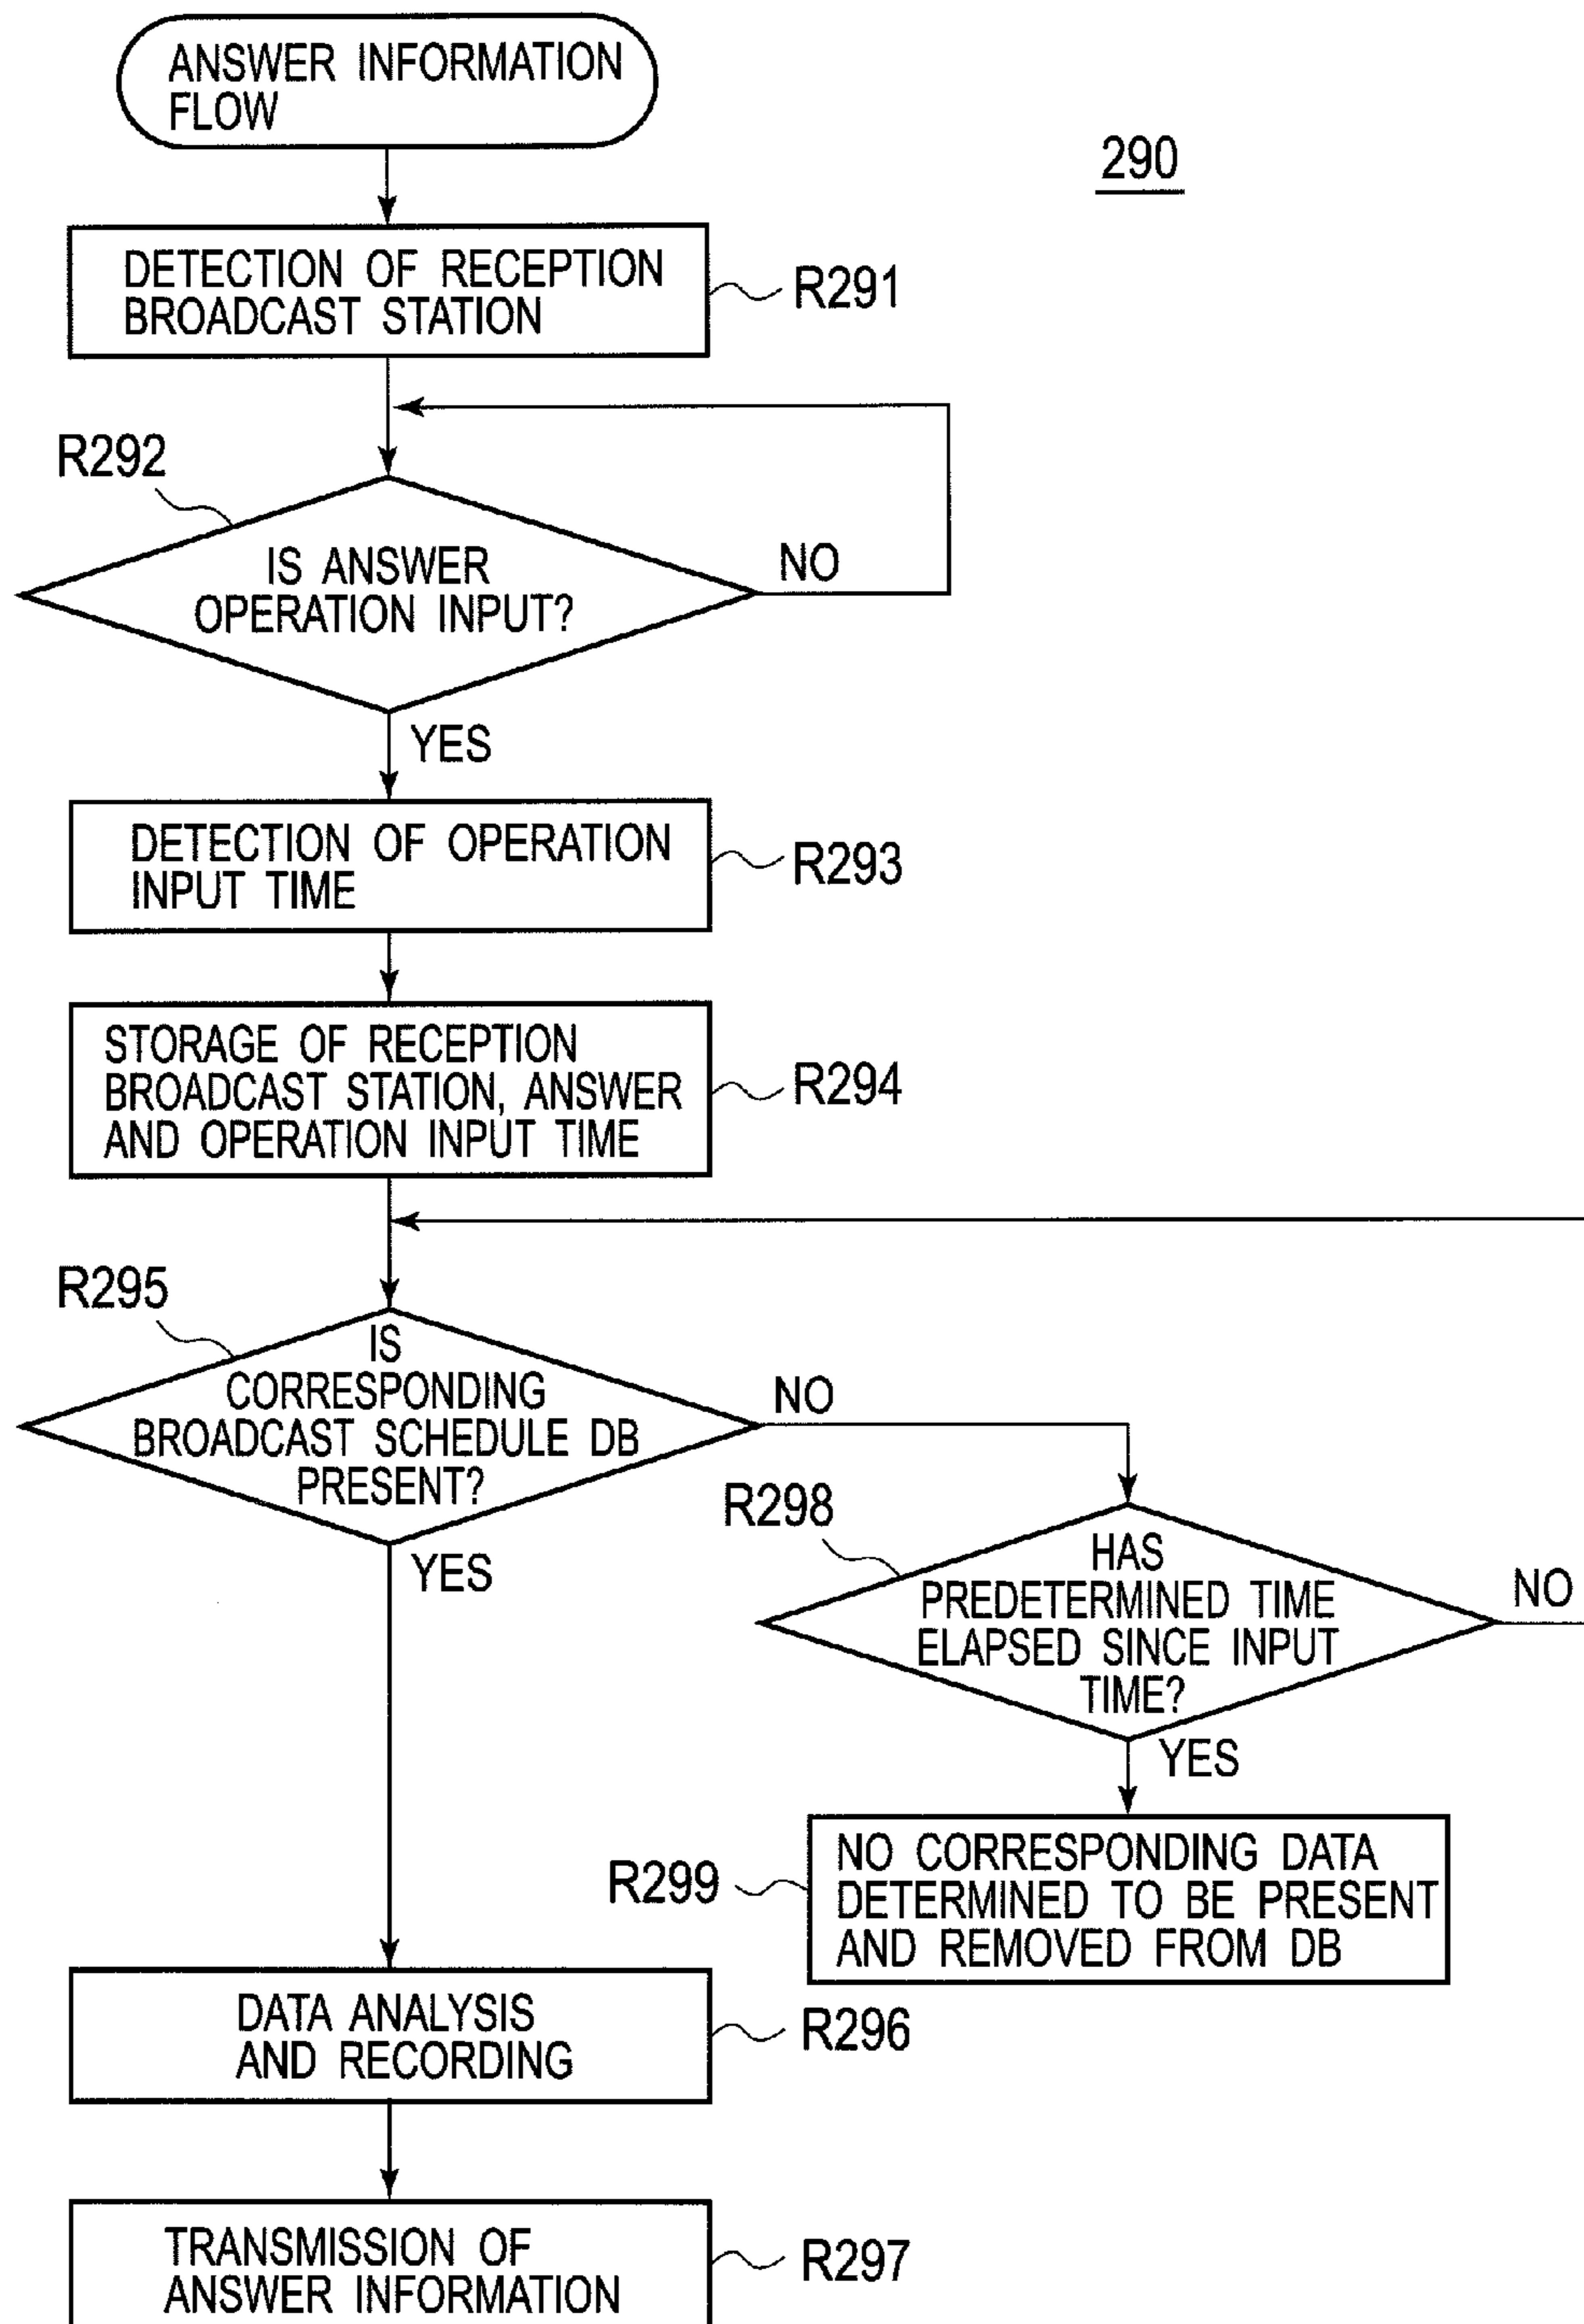 ANSWER INFORMATION
FLOW
290
DETECTION OF RECEPTION
BROADCAST STATION
R291
R292
IS ANSWER
OPERATION INPUT?
NO
YES
DETECTION OF OPERATION
INPUT TIME
R293
STORAGE OF RECEPTION
BROADCAST STATION, ANSWER
AND OPERATION INPUT TIME
R294
R295
IS
CORRESPONDING
BROADCAST SCHEDULE DB
PRESENT?
NO
YES
R298
HAS
PREDETERMINED TIME
ELAPSED SINCE INPUT
TIME?
NO
YES
R299
NO CORRESPONDING DATA
DETERMINED TO BE PRESENT
AND REMOVED FROM DB
DATA ANALYSIS
AND RECORDING
R296
TRANSMISSION OF
ANSWER INFORMATION
R297